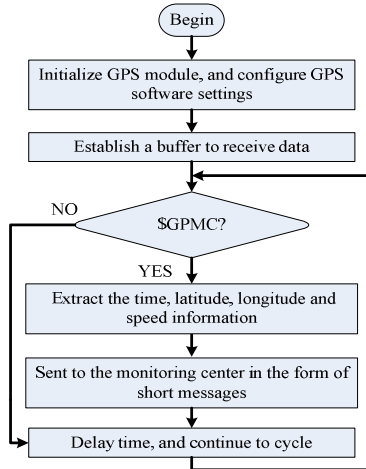 Begin
Initialize GPS module, and configure GPS
software settings
Establish a buffer to receive data
NO
$GPMC?
YES
Extract the time, latitude, longitude and
speed information
Sent to the monitoring center in the form of
short messages
Delay time, and continue to cycle